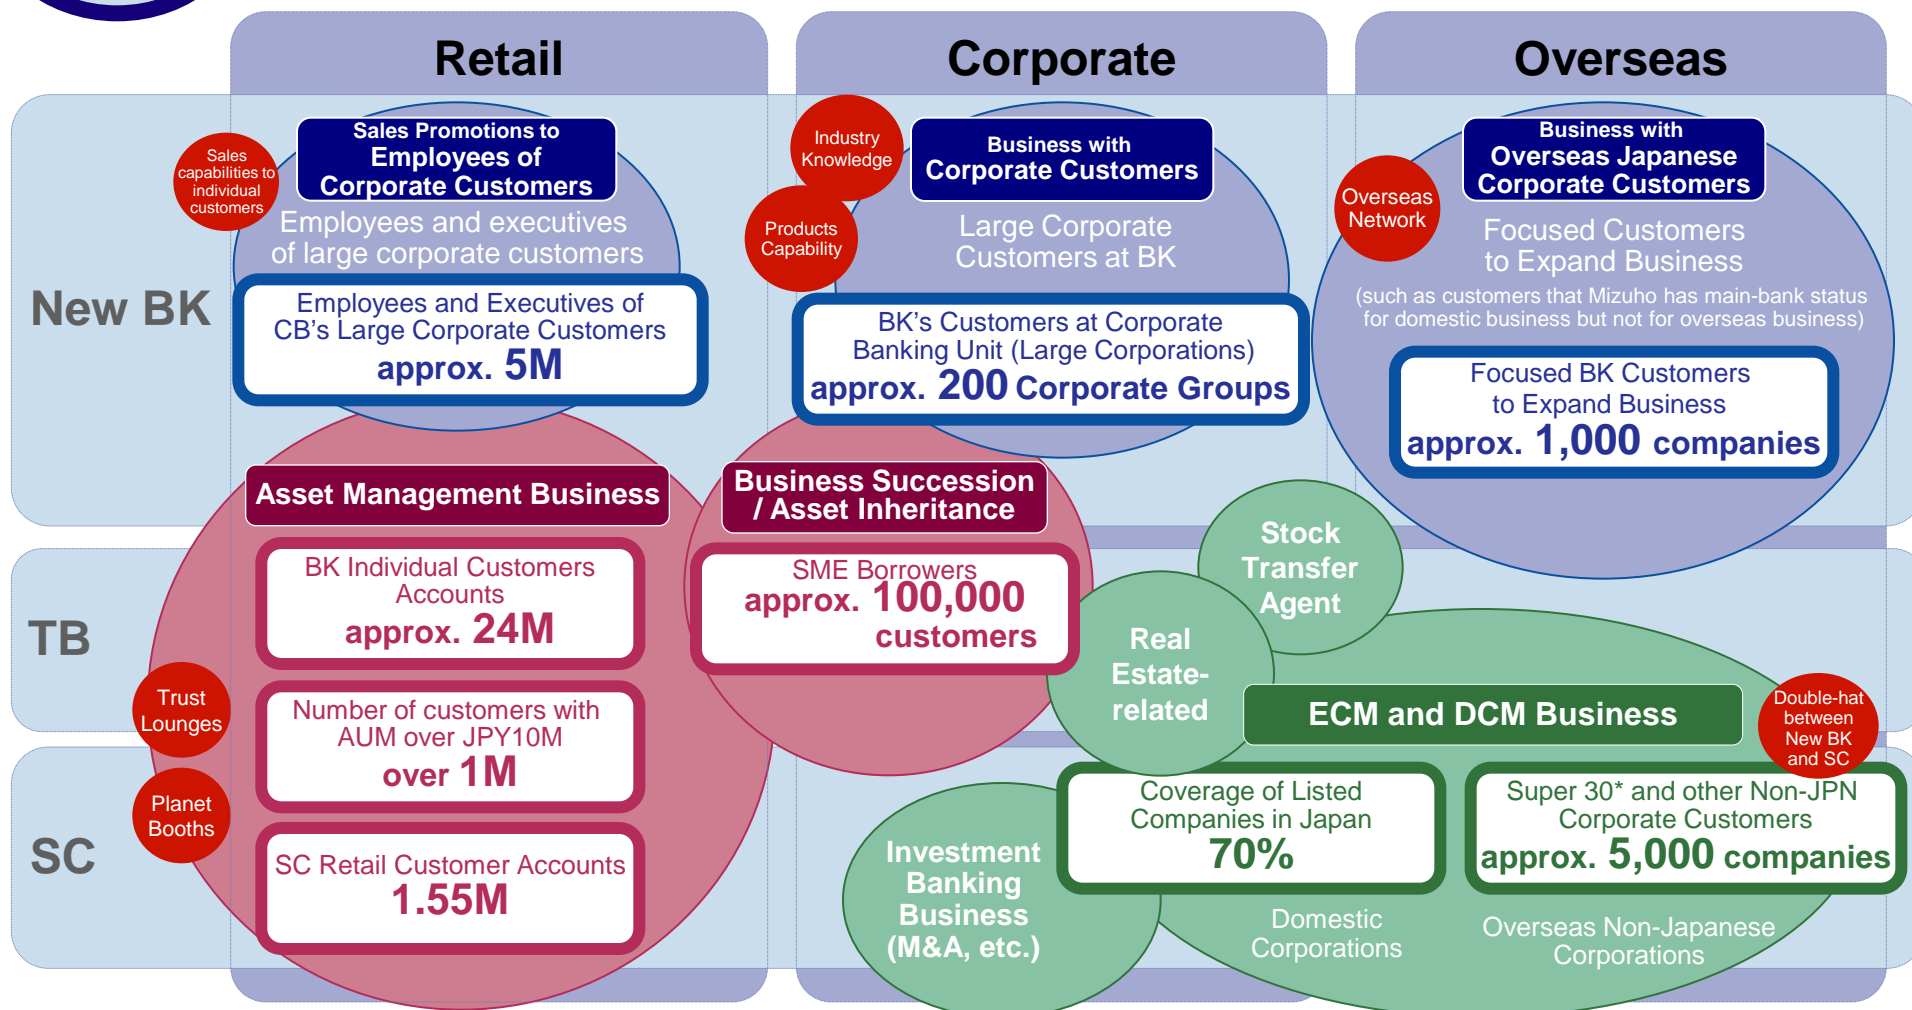 Retail
Corporate
Overseas
New BK
TB
SC
Sales
capabilities to
individual
customers
Sales Promotions to
Employees of
Corporate Customers
Employees and executives
of large corporate customers
Employees and Executives of
CB's Large Corporate Customers
approx. 5M
Industry
Knowledge
Products
Capability
Business with
Corporate Customers
Large Corporate
Customers at BK
BK's Customers at Corporate
Banking Unit (Large Corporations)
approx. 200 Corporate Groups
Overseas
Network
Business with
Overseas Japanese
Corporate Customers
Focused Customers
to Expand Business
(such as customers that Mizuho has main-bank status
for domestic business but not for overseas business)
Focused BK Customers
to Expand Business
approx. 1,000 companies
Asset Management Business
BK Individual Customers
Accounts
approx. 24M
Number of customers with
AUM over JPY10M
over 1M
SC Retail Customer Accounts
1.55M
Trust
Lounges
Planet
Booths
Business Succession
/ Asset Inheritance
SME Borrowers
approx. 100,000
customers
Stock
Transfer
Agent
Real
Estate-
related
ECM and DCM Business
Double-hat
between
New BK
and SC
Coverage of Listed
Companies in Japan
70%
Super 30* and other Non-JPN
Corporate Customers
approx. 5,000 companies
Investment
Banking
Business
(M&A, etc.)
Domestic
Corporations
Overseas Non-Japanese
Corporations